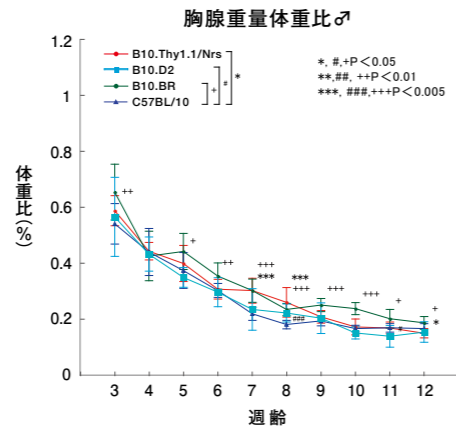 胸腺重量体重比♂
1.2
1
0.8
0.6
0.4
0.2
0
体重比(%)
B10.Thy1.1/Nrs
B10.D2
B10.BR
C57BL/10
+
#
*
*, #,+P＜0.05
**,##, ++P＜0.01
***, ###,+++P＜0.005
++
+
++
+++
***
***
+++
###
+++
+++
+
*
+
*
3 4 5 6 7 8 9 10 11 12
週齢